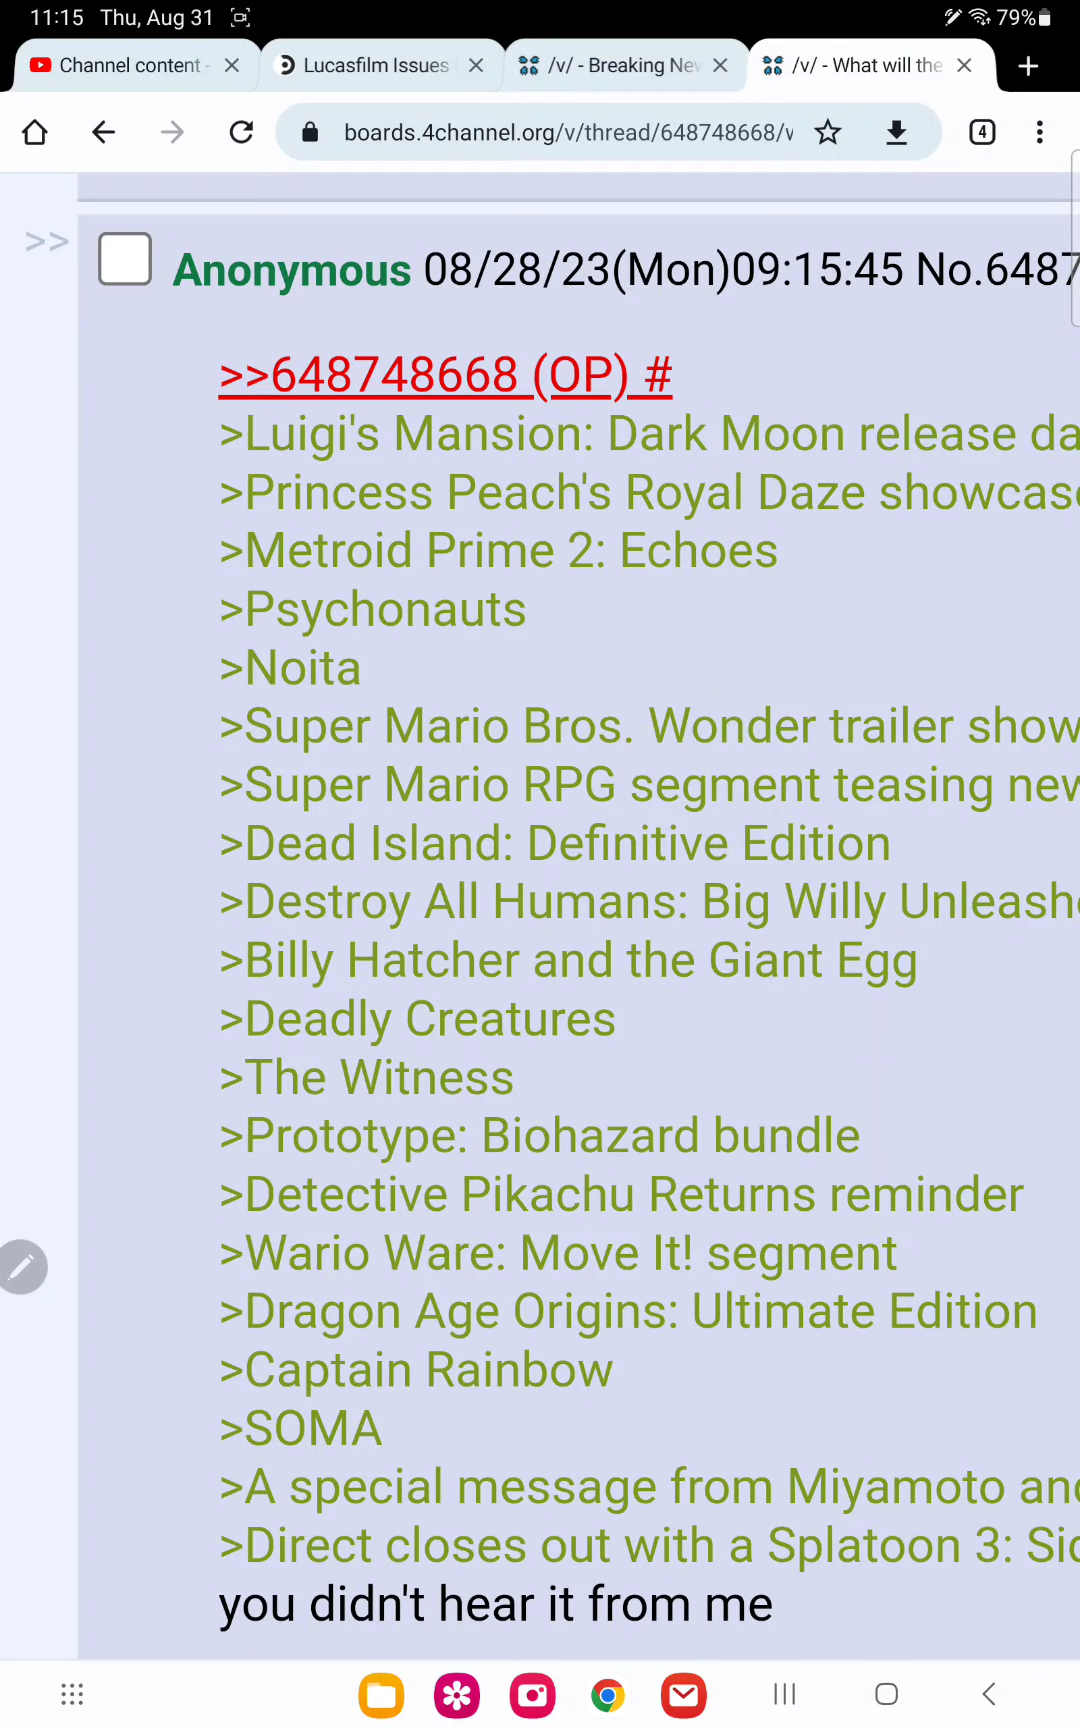 11:15 Thu, Aug 31 79%
Channel content - Lucasfilm Issues /v/ - Breaking Nev /v/ - What will the
boards.4channel.org/v/thread/648748668/v 4
>> Anonymous 08/28/23(Mon)09:15:45 No.6487
>>648748668 (OP) #
>Luigi's Mansion: Dark Moon release da
>Princess Peach's Royal Daze showcase
>Metroid Prime 2: Echoes
>Psychonauts
>Noita
>Super Mario Bros. Wonder trailer show
>Super Mario RPG segment teasing new
>Dead Island: Definitive Edition
>Destroy All Humans: Big Willy Unleashe
>Billy Hatcher and the Giant Egg
>Deadly Creatures
>The Witness
>Prototype: Biohazard bundle
>Detective Pikachu Returns reminder
>Wario Ware: Move It! segment
>Dragon Age Origins: Ultimate Edition
>Captain Rainbow
>SOMA
>A special message from Miyamoto and
>Direct closes out with a Splatoon 3: Sid
you didn't hear it from me